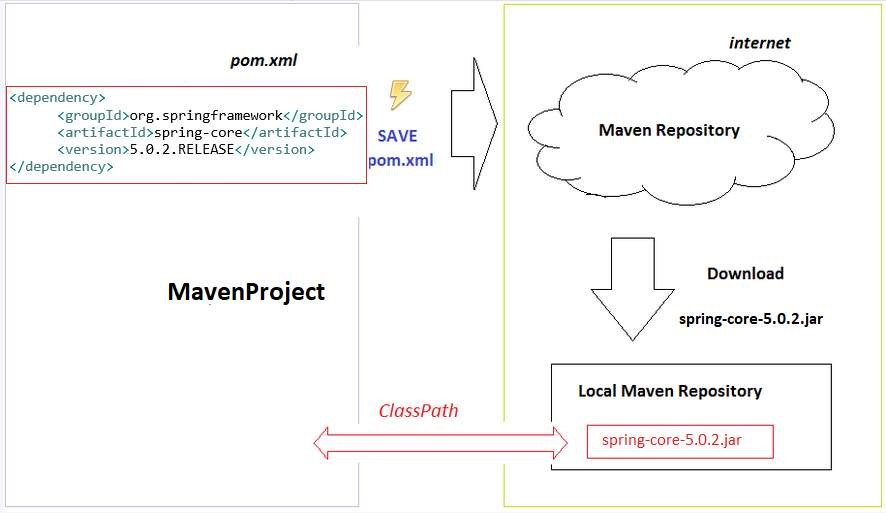 pom.xml
<dependency>
<groupId>org.springframework</groupId>
<artifactId>spring-core</artifactId>
<version>5.0.2.RELEASE</version>
</dependency>
SAVE
pom.xml
MavenProject
internet
Maven Repository
Download
spring-core-5.0.2.jar
Local Maven Repository
spring-core-5.0.2.jar
ClassPath